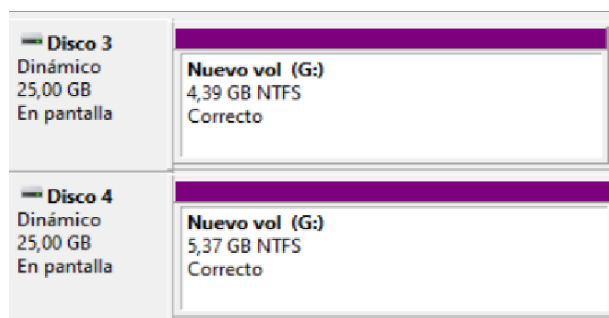 Disco 3
Dinámico
25,00 GB
En pantalla
Nuevo vol (G:)
4,39 GB NTFS
Correcto
Disco 4
Dinámico
25,00 GB
En pantalla
Nuevo vol (G:)
5,37 GB NTFS
Correcto